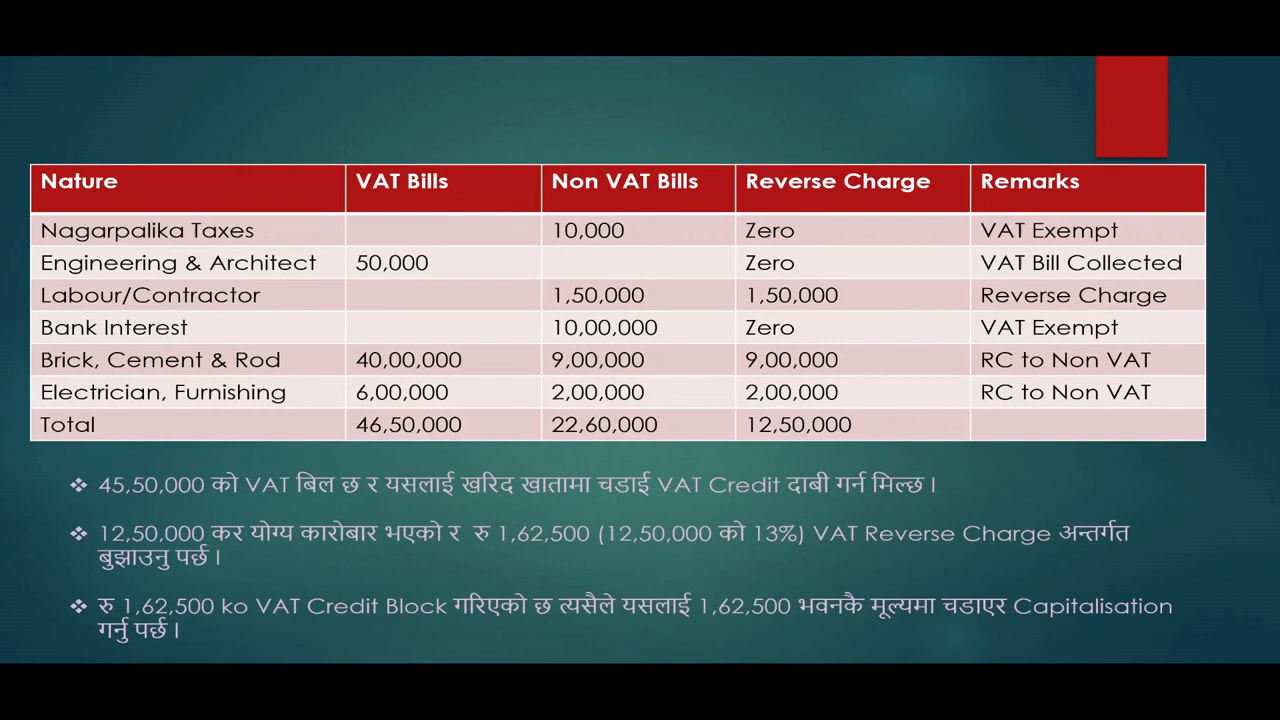 Nature VAT Bills Non VAT Bills Reverse Charge Remarks
Nagarpalika Taxes 10,000 Zero VAT Exempt
Engineering & Architect 50,000 Zero VAT Bill Collected
Labour/Contractor 1,50,000 1,50,000 Reverse Charge
Bank Interest 10,00,000 Zero VAT Exempt
Brick, Cement & Rod 40,00,000 9,00,000 9,00,000 RC to Non VAT
Electrician, Furnishing 6,00,000 2,00,000 2,00,000 RC to Non VAT
Total 46,50,000 22,60,000 12,50,000
❖ 45,50,000 को VAT बिल छ र यसलाई खरिद खातामा चडाई VAT Credit दाबी गर्न मिल्छ ।
❖ 12,50,000 कर योग्य कारोबार भएको र रु 1,62,500 (12,50,000 को 13%) VAT Reverse Charge अन्तर्गत
बुझाउनु पर्छ ।
❖ रु 1,62,500 ko VAT Credit Block गरिएको छ त्यसैले यसलाई 1,62,500 भवनकै मूल्यमा चडाएर Capitalisation
गर्नु पर्छ ।